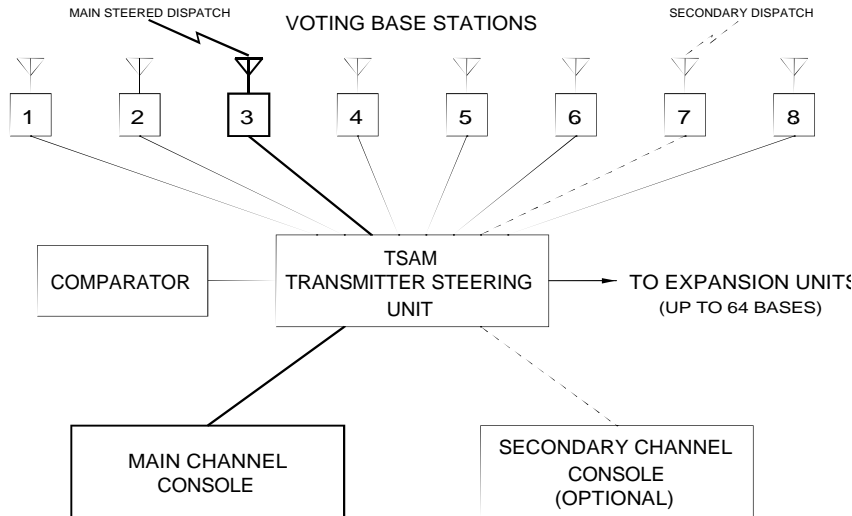 MAIN STEERED DISPATCH
VOTING BASE STATIONS
SECONDARY DISPATCH
1 2 3 4 5 6 7 8
COMPARATOR
TSAM
TRANSMITTER STEERING
UNIT
TO EXPANSION UNITS
(UP TO 64 BASES)
MAIN CHANNEL
CONSOLE
SECONDARY CHANNEL
CONSOLE
(OPTIONAL)